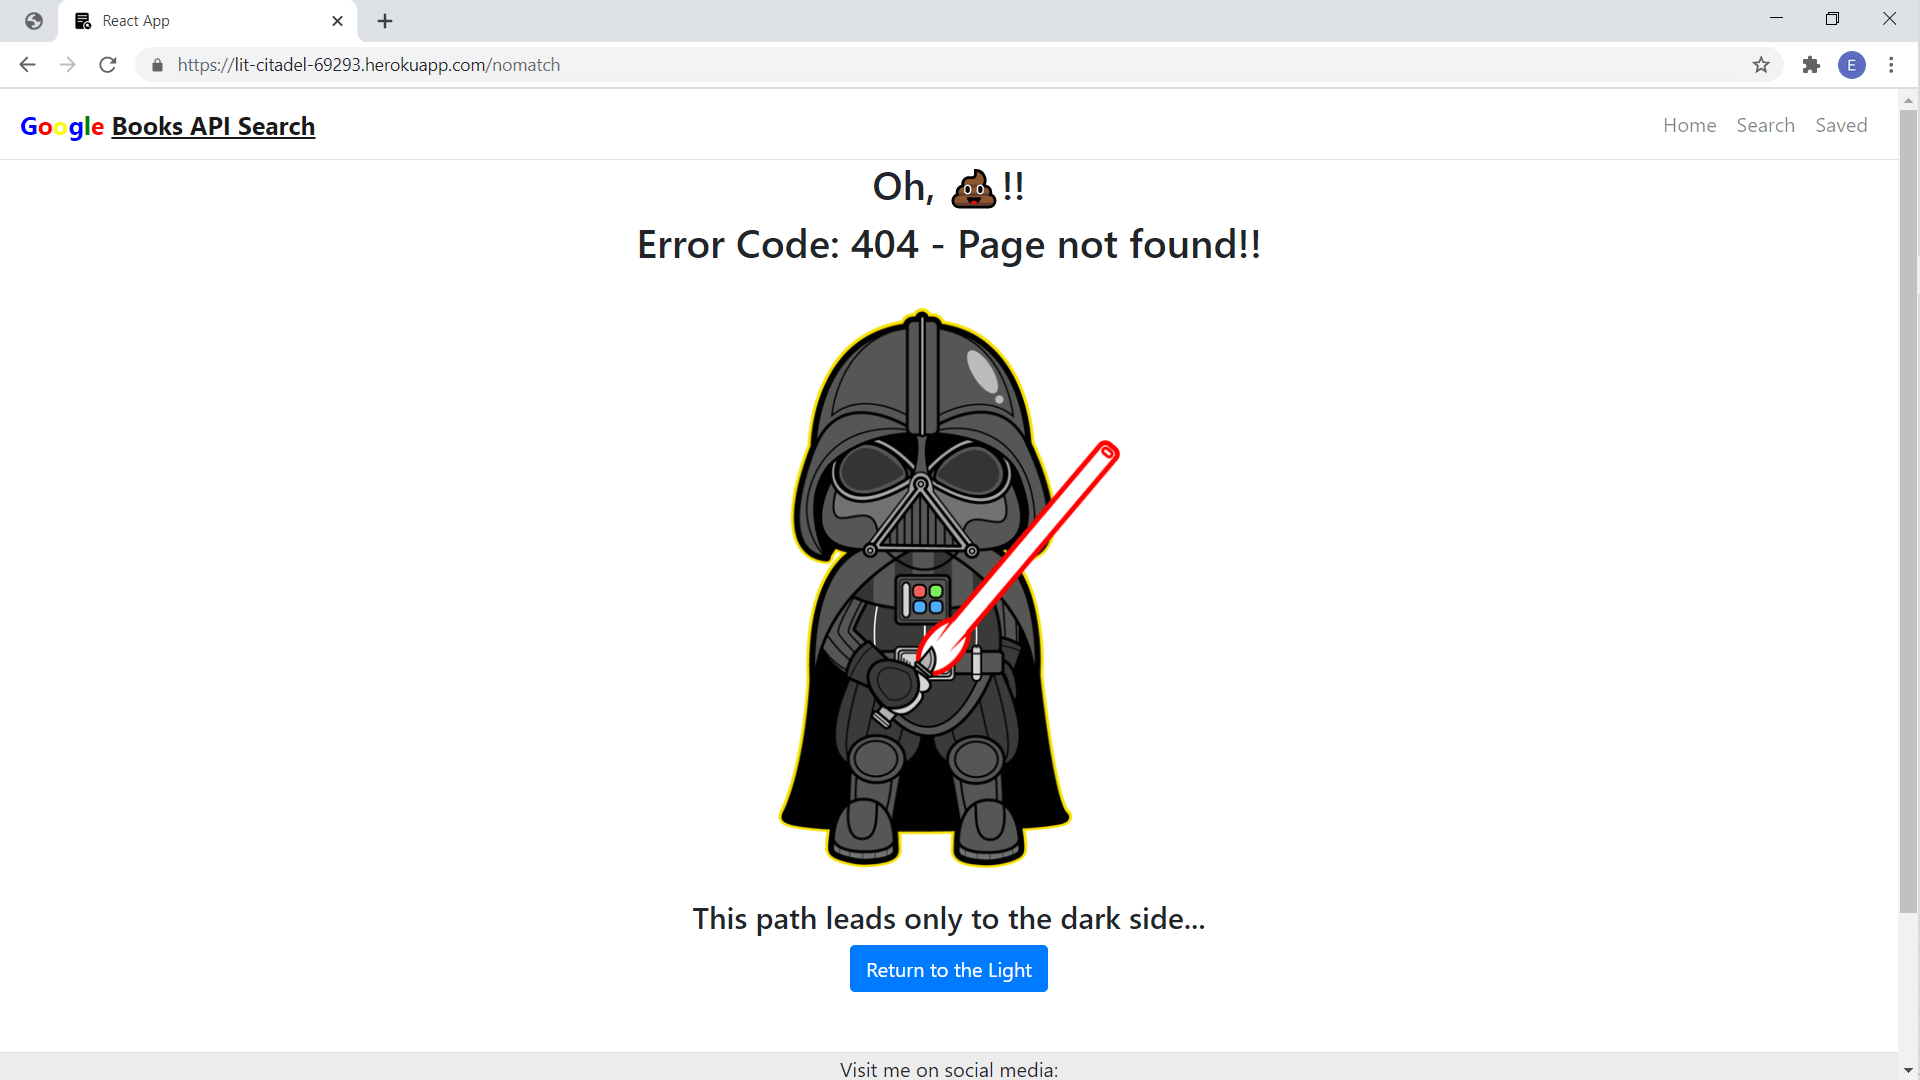 React App
https://lit-citadel-69293.herokuapp.com/nomatch
E
Google Books API Search
Home Search Saved
Oh, 💩!!
Error Code: 404 - Page not found!!
This path leads only to the dark side...
Return to the Light
Visit me on social media: